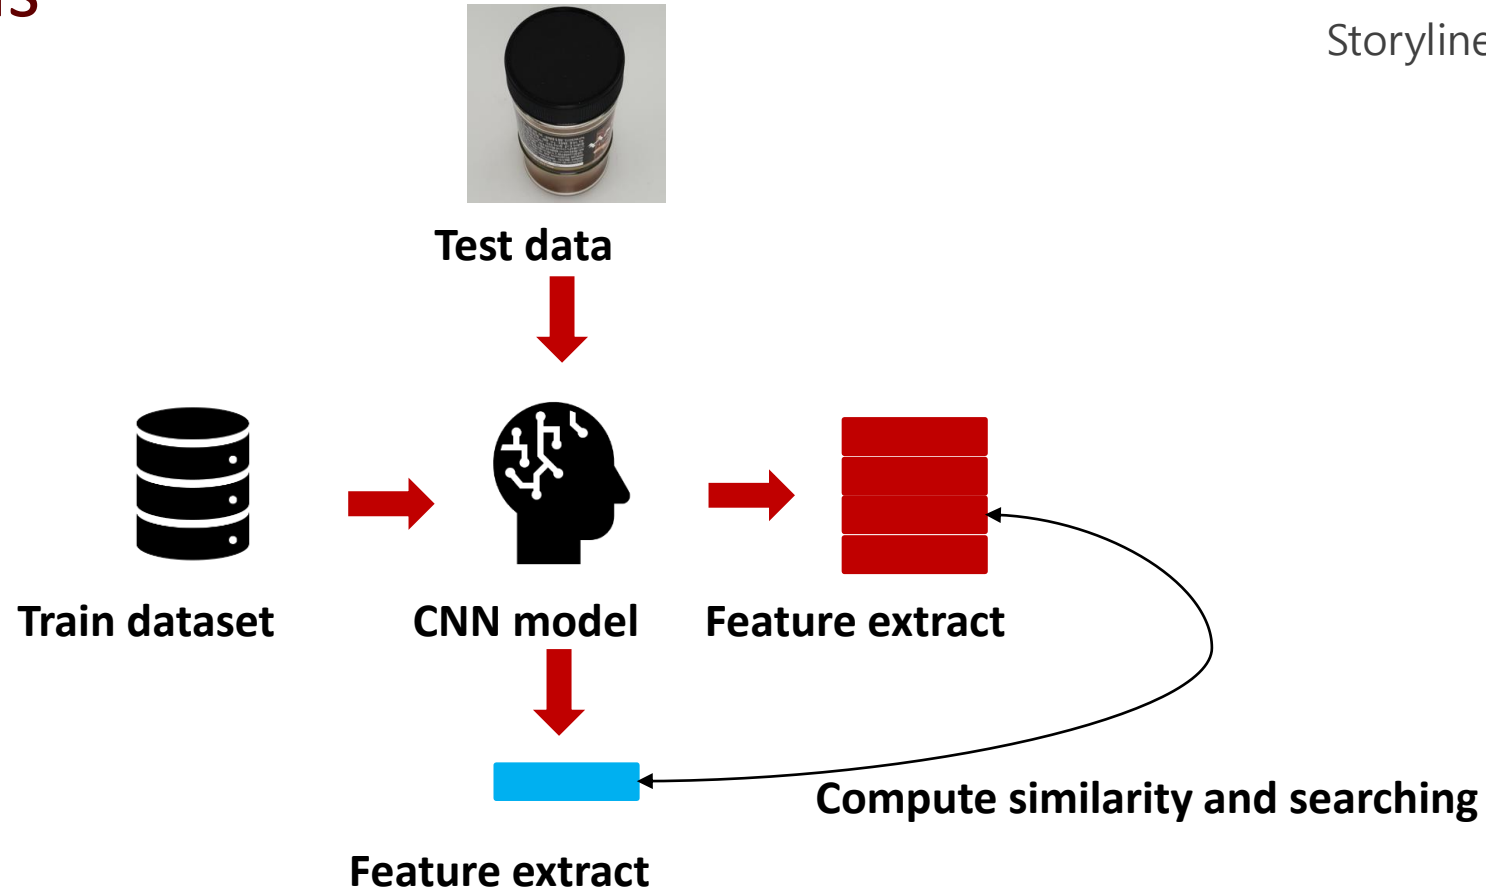 Storyline
Test data
Train dataset
CNN model
Feature extract
Compute similarity and searching
Feature extract